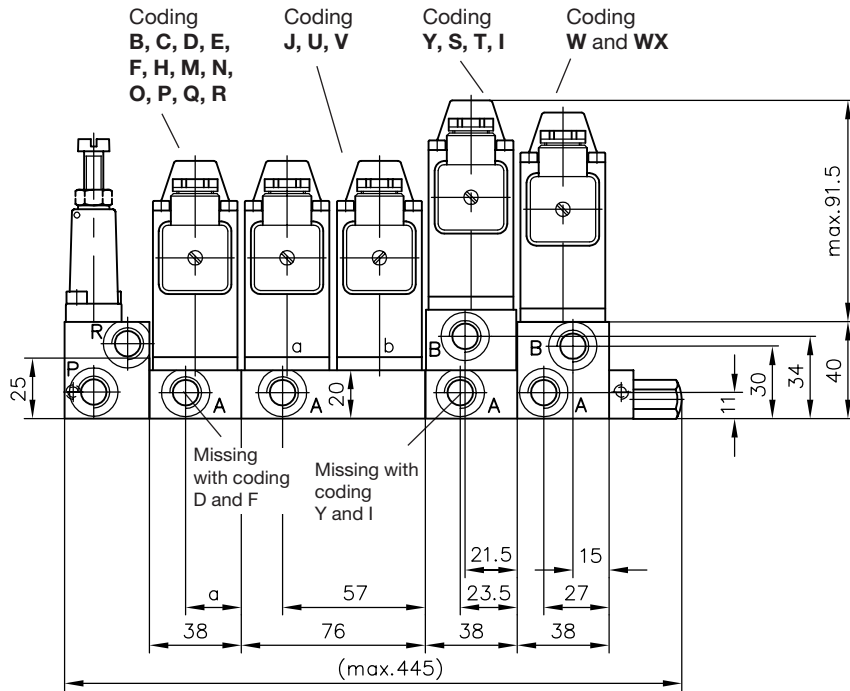 Coding
B, C, D, E,
F, H, M, N,
O, P, Q, R
Coding
J, U, V
Coding
Y, S, T, I
Coding
W and WX
max.91.5
R
a
b
B
B
P
25
A
A
20
A
A
11
30
34
40
Missing
with coding
D and F
Missing with
coding
Y and I
21.5
15
a
57
23.5
27
38
76
38
38
(max.445)